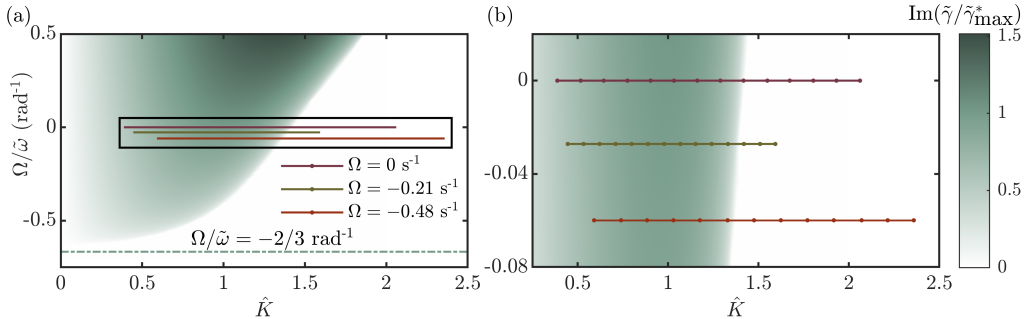 (a)
0.5
0
-0.5
Ω/ω̃ (rad⁻¹)
Ω = 0 s⁻¹
Ω = −0.21 s⁻¹
Ω = −0.48 s⁻¹
Ω/ω̃ = −2/3 rad⁻¹
0 0.5 1 1.5 2 2.5
K̂
(b)
0
-0.04
-0.08
0.5 1 1.5 2 2.5
K̂
Im(γ̃/γ̃*max)
1.5
1
0.5
0